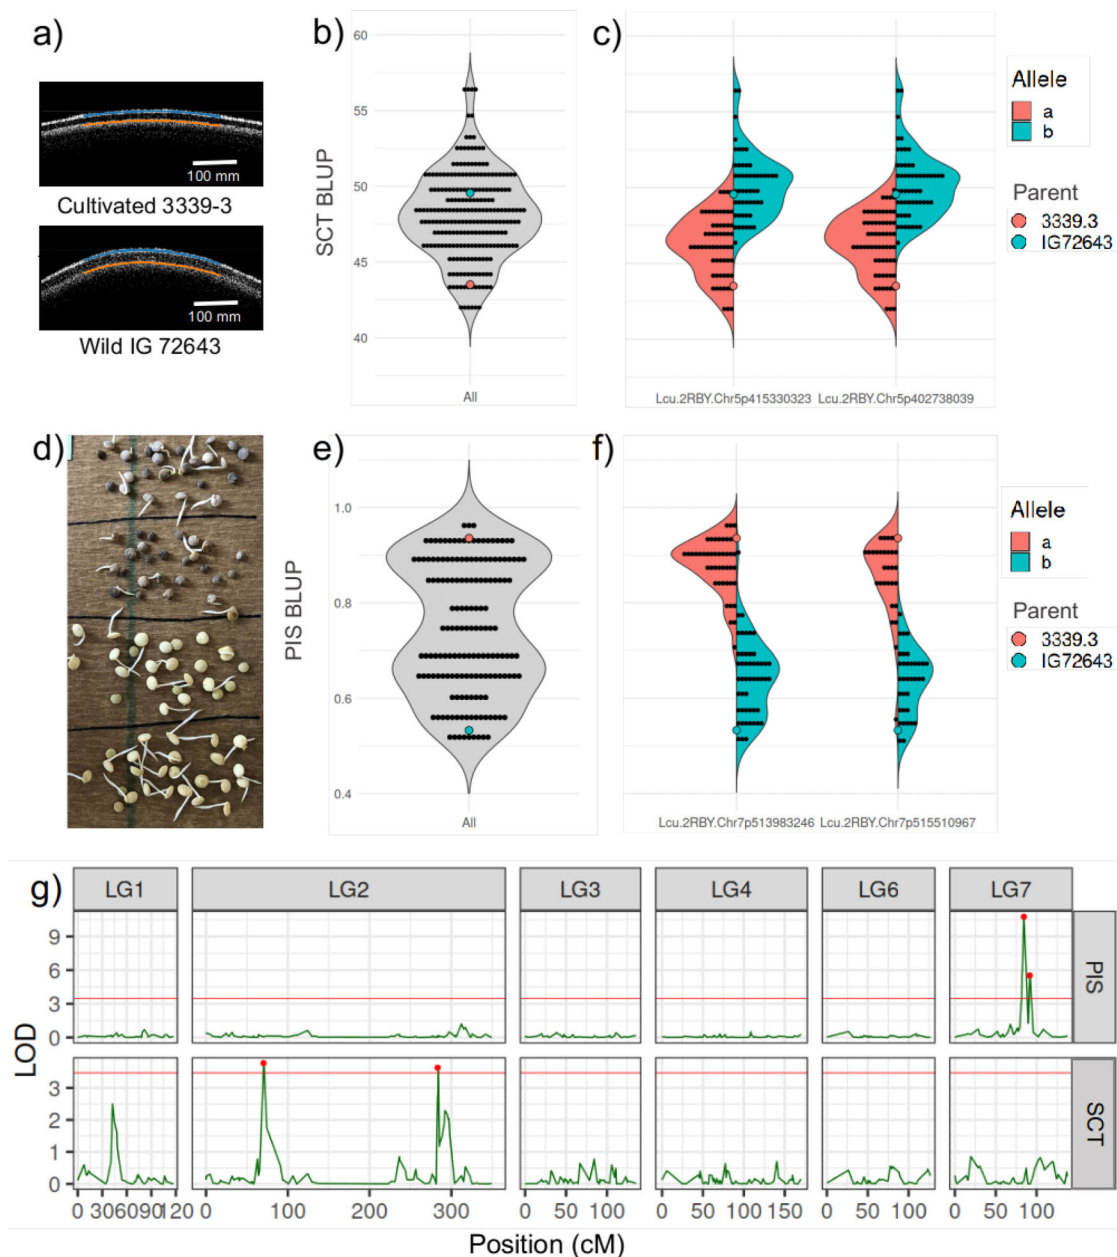 a)
100 mm
Cultivated 3339-3
100 mm
Wild IG 72643
b)
SCT BLUP
60
55
50
45
40
All
c)
Lcu.2RBY.Chr5p415330323 Lcu.2RBY.Chr5p402738039
Allele
a
b
Parent
3339.3
IG72643
d)
e)
PIS BLUP
1.0
0.8
0.6
0.4
All
f)
Lcu.2RBY.Chr7p513983246 Lcu.2RBY.Chr7p515510967
Allele
a
b
Parent
3339.3
IG72643
g)
LG1 LG2 LG3 LG4 LG6 LG7
LOD
9
6
3
0
PIS
3
2
1
0
SCT
0 30 60 90 120 0 100 200 300 0 50 100 0 50 100 150 0 50 100 0 50 100
Position (cM)